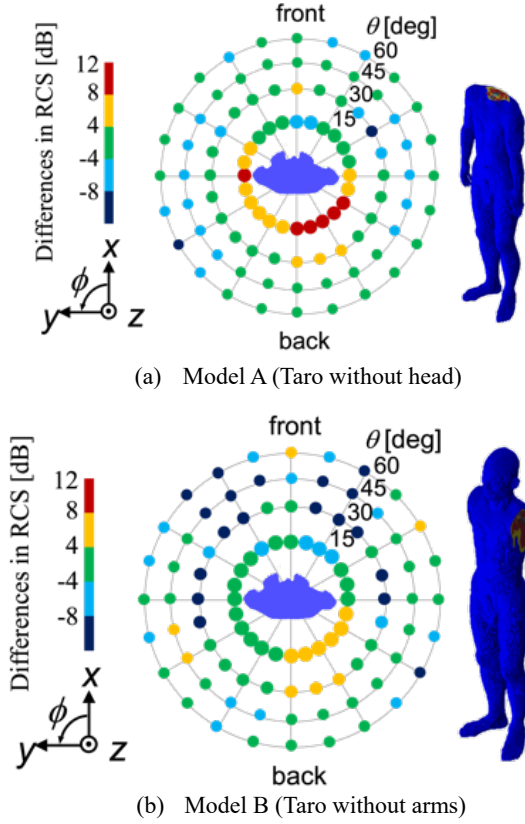 front
θ [deg]
60
45
30
15
Differences in RCS [dB]
12
8
4
-4
-8
x
ϕ
y
z
back
(a) Model A (Taro without head)
front
θ [deg]
60
45
30
15
Differences in RCS [dB]
12
8
4
-4
-8
x
ϕ
y
z
back
(b) Model B (Taro without arms)